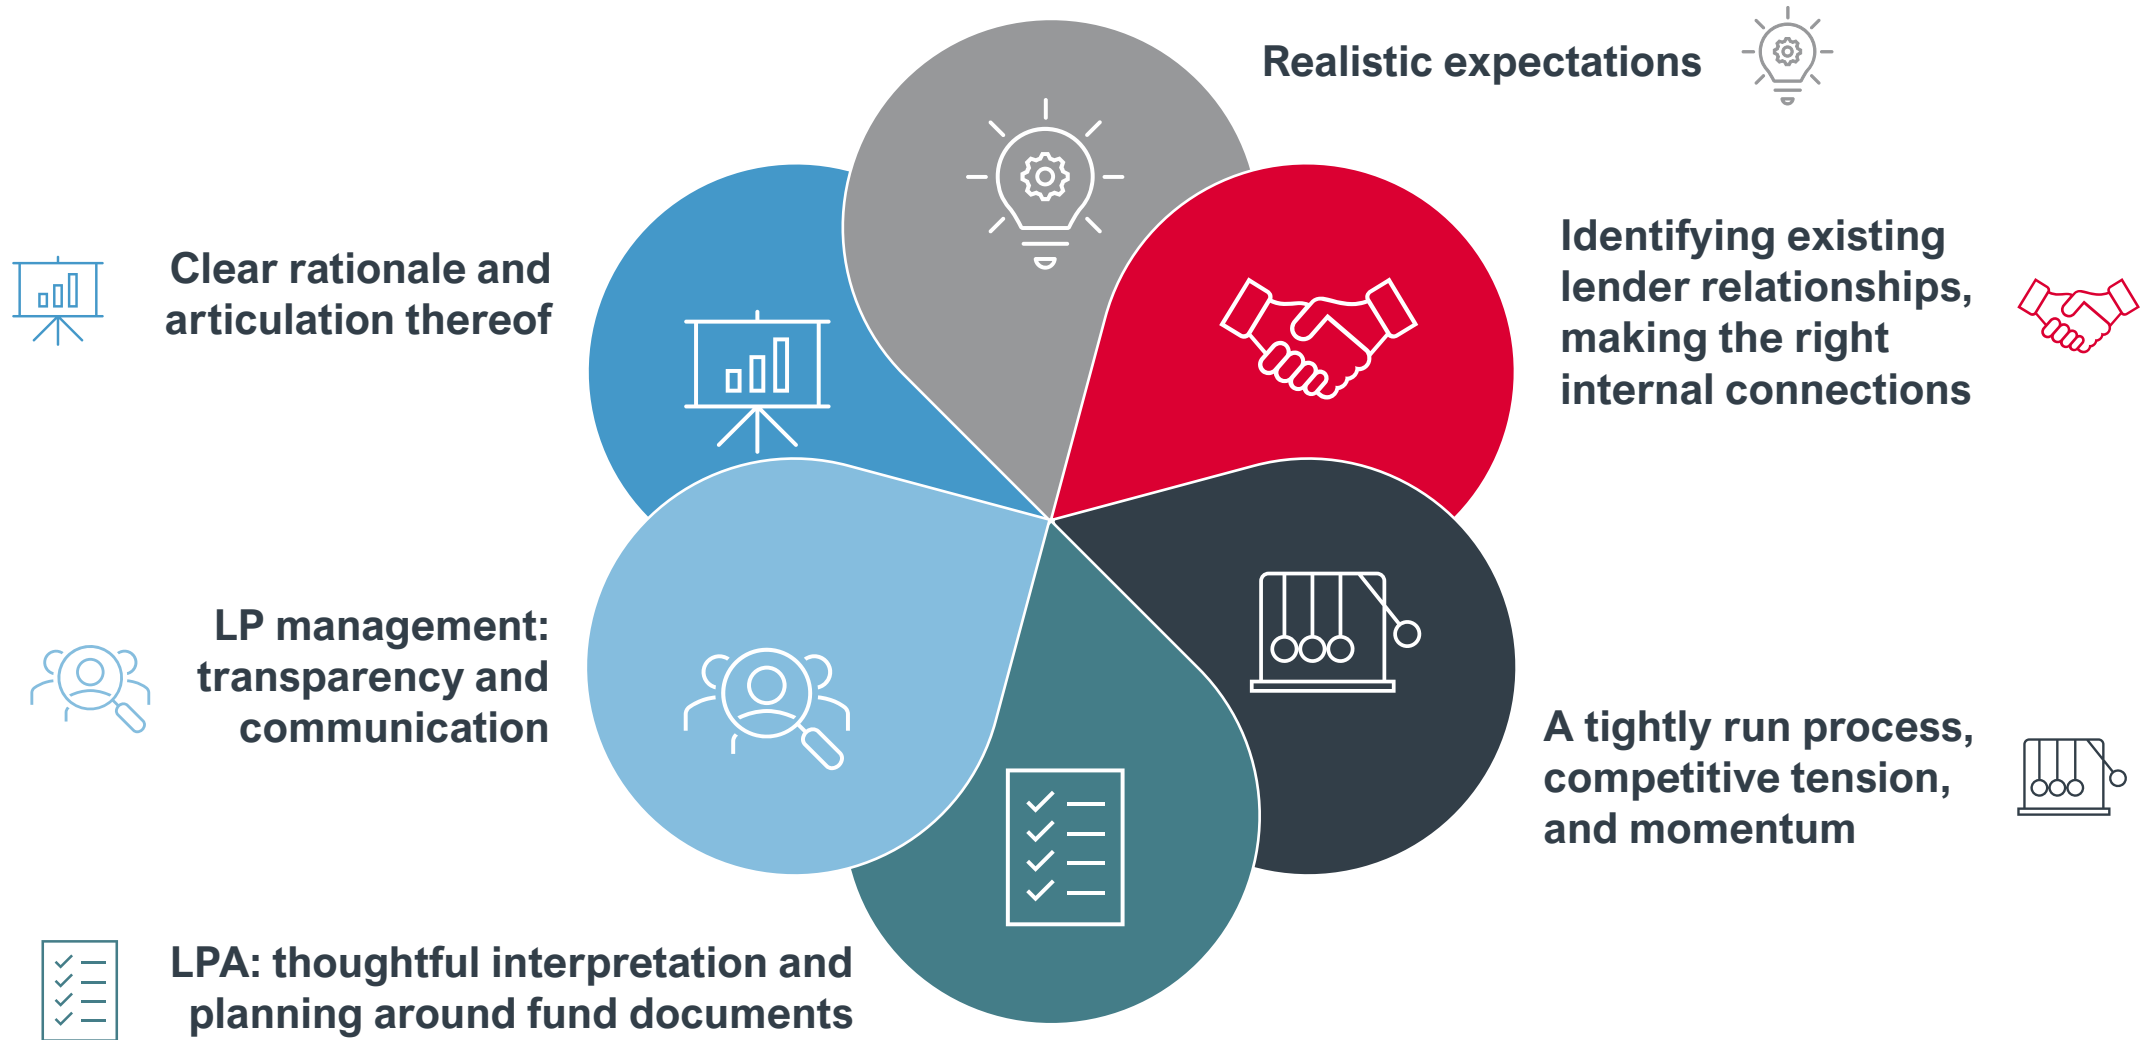 Realistic expectations
Identifying existing
lender relationships,
making the right
internal connections
A tightly run process,
competitive tension,
and momentum
LPA: thoughtful interpretation and
planning around fund documents
LP management:
transparency and
communication
Clear rationale and
articulation thereof